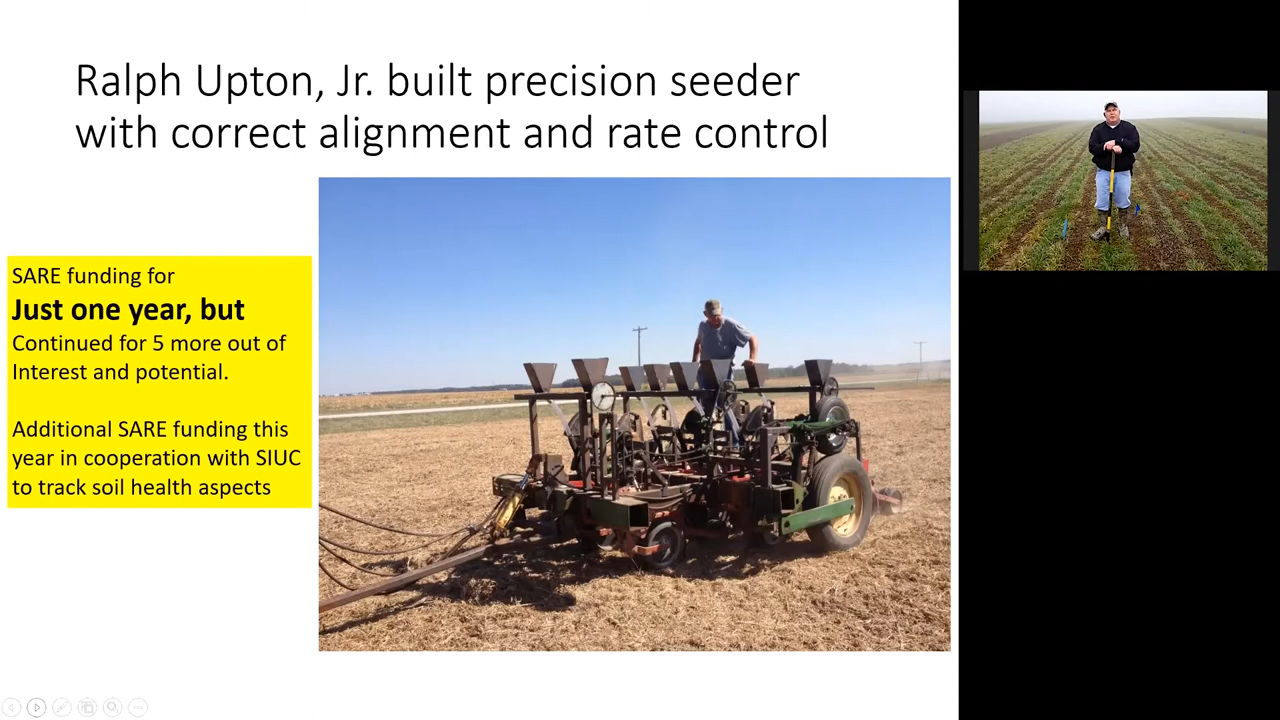 Ralph Upton, Jr. built precision seeder
with correct alignment and rate control
SARE funding for
Just one year, but
Continued for 5 more out of
Interest and potential.
Additional SARE funding this
year in cooperation with SIUC
to track soil health aspects